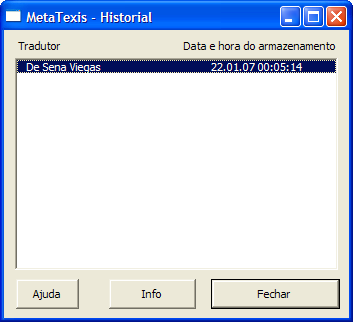 MetaTexis - Historial
Tradutor Data e hora do armazenamento
De Sena Viegas 22.01.07 00:05:14
Ajuda Info Fechar